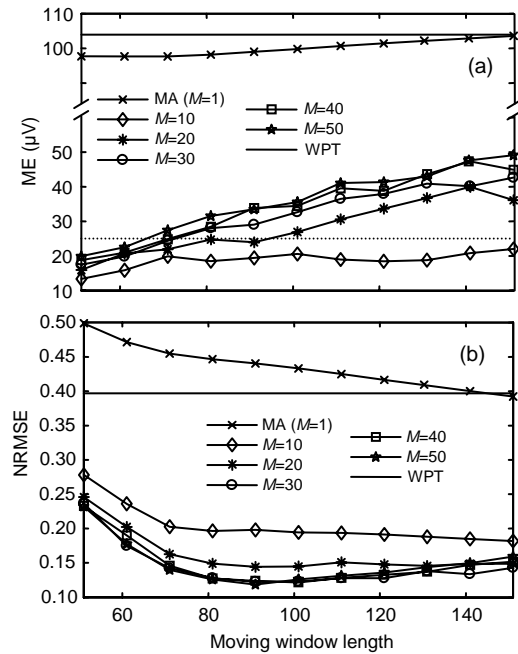 104
100
(a)
MA (M=1)
M=10
M=20
M=30
M=40
M=50
WPT
ME (μV)
50
40
30
20
10
0.50
(b)
0.45
0.40
0.35
0.30
0.25
0.20
0.15
0.10
NRMSE
MA (M=1)
M=10
M=20
M=30
M=40
M=50
WPT
60
80
100
120
140
Moving window length